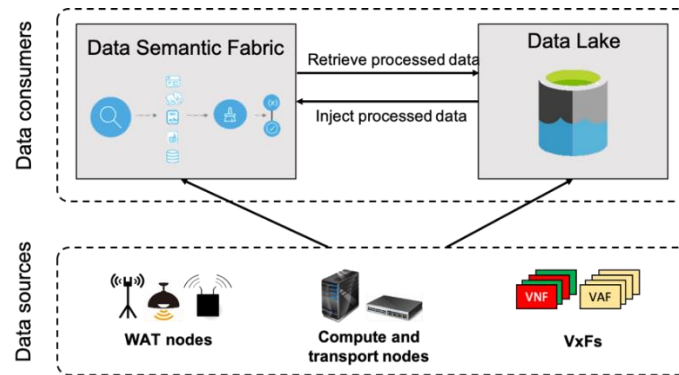 Data consumers
Data Semantic Fabric
Retrieve processed data
Inject processed data
Data Lake
Data sources
WAT nodes
Compute and
transport nodes
VNF
VAF
VxFs